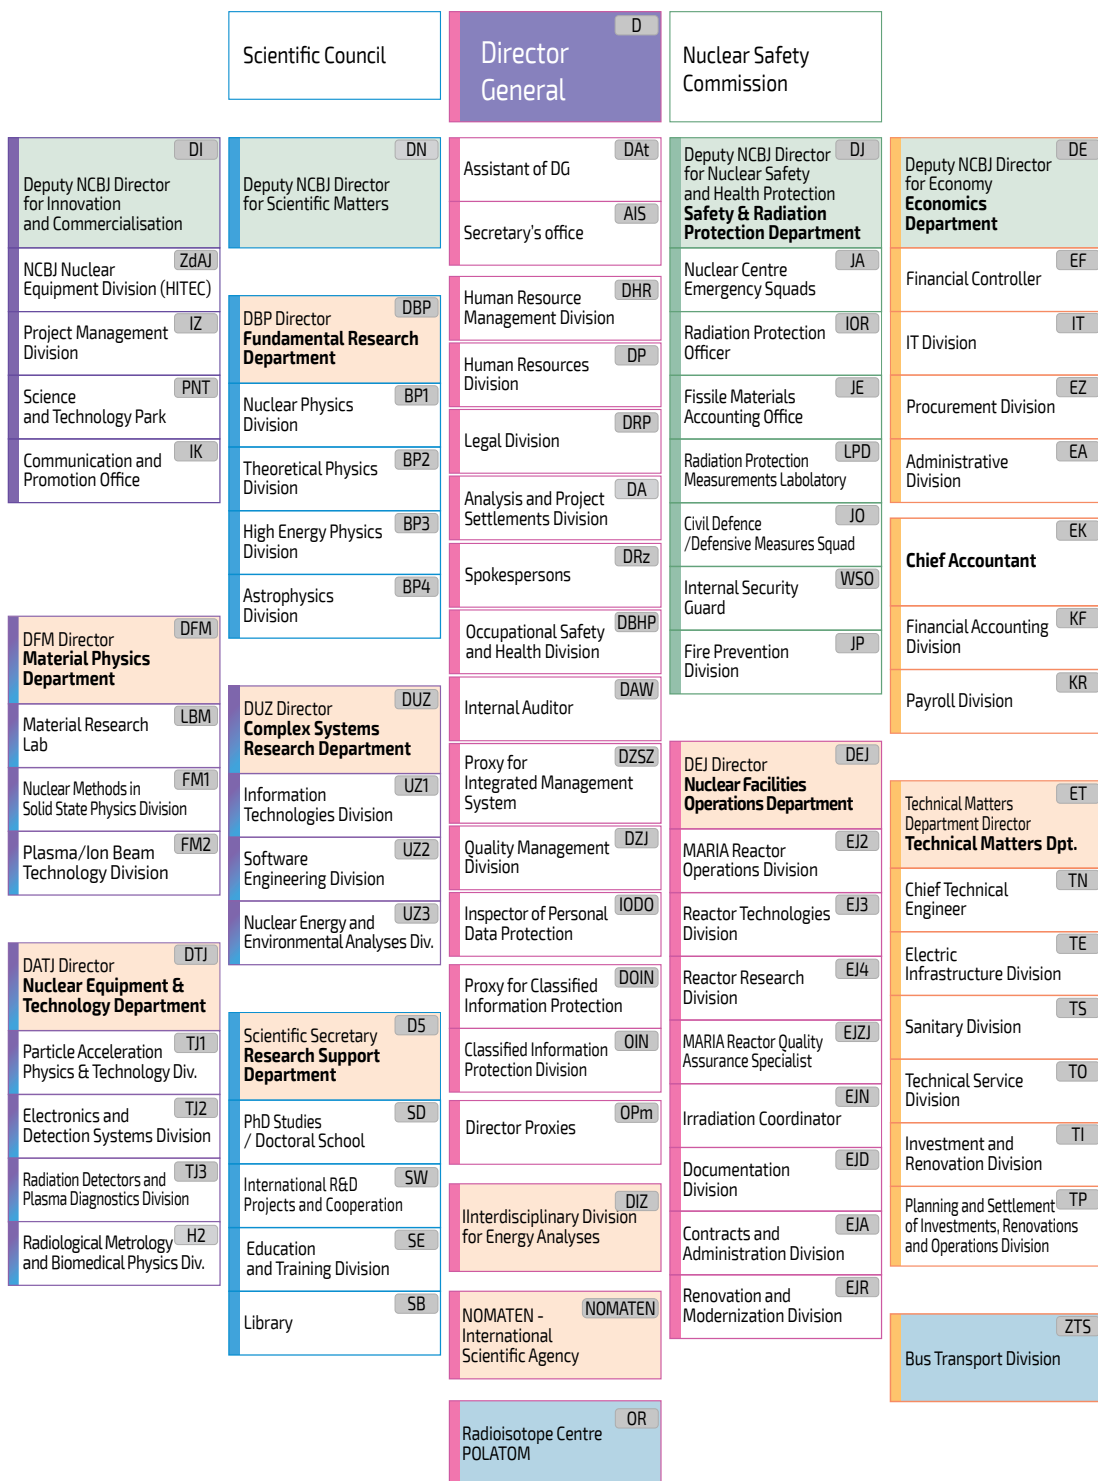 Scientific Council
D
Director
General
Nuclear Safety
Commission
DI
Deputy NCBJ Director
for Innovation
and Commercialisation
ZdAJ
NCBJ Nuclear
Equipment Division (HITEC)
IZ
Project Management
Division
PNT
Science
and Technology Park
IK
Communication and
Promotion Office
DFM
DFM Director
Material Physics
Department
LBM
Material Research
Lab
FM1
Nuclear Methods in
Solid State Physics Division
FM2
Plasma/Ion Beam
Technology Division
DTJ
DATJ Director
Nuclear Equipment &
Technology Department
TJ1
Particle Acceleration
Physics & Technology Div.
TJ2
Electronics and
Detection Systems Division
TJ3
Radiation Detectors and
Plasma Diagnostics Division
H2
Radiological Metrology
and Biomedical Physics Div.
DN
Deputy NCBJ Director
for Scientific Matters
DBP
DBP Director
Fundamental Research
Department
BP1
Nuclear Physics
Division
BP2
Theoretical Physics
Division
BP3
High Energy Physics
Division
BP4
Astrophysics
Division
DUZ
DUZ Director
Complex Systems
Research Department
UZ1
Information
Technologies Division
UZ2
Software
Engineering Division
UZ3
Nuclear Energy and
Environmental Analyses Div.
D5
Scientific Secretary
Research Support
Department
SD
PhD Studies
/ Doctoral School
SW
International R&D
Projects and Cooperation
SE
Education
and Training Division
SB
Library
DAt
Assistant of DG
AIS
Secretary's office
DHR
Human Resource
Management Division
DP
Human Resources
Division
DRP
Legal Division
DA
Analysis and Project
Settlements Division
DRz
Spokespersons
DBHP
Occupational Safety
and Health Division
DAW
Internal Auditor
DZSZ
Proxy for
Integrated Management
System
DZJ
Quality Management
Division
IODO
Inspector of Personal
Data Protection
DOIN
Proxy for Classified
Information Protection
OIN
Classified Information
Protection Division
OPm
Director Proxies
DIZ
IInterdisciplinary Division
for Energy Analyses
NOMATEN
NOMATEN -
International
Scientific Agency
OR
Radioisotope Centre
POLATOM
DJ
Deputy NCBJ Director
for Nuclear Safety
and Health Protection
Safety & Radiation
Protection Department
JA
Nuclear Centre
Emergency Squads
IOR
Radiation Protection
Officer
JE
Fissile Materials
Accounting Office
LPD
Radiation Protection
Measurements Labolatory
JO
Civil Defence
/Defensive Measures Squad
WSO
Internal Security
Guard
JP
Fire Prevention
Division
DEJ
DEJ Director
Nuclear Facilities
Operations Department
EJ2
MARIA Reactor
Operations Division
EJ3
Reactor Technologies
Division
EJ4
Reactor Research
Division
EJZJ
MARIA Reactor Quality
Assurance Specialist
EJN
Irradiation Coordinator
EJD
Documentation
Division
EJA
Contracts and
Administration Division
EJR
Renovation and
Modernization Division
DE
Deputy NCBJ Director
for Economy
Economics
Department
EF
Financial Controller
IT
IT Division
EZ
Procurement Division
EA
Administrative
Division
EK
Chief Accountant
KF
Financial Accounting
Division
KR
Payroll Division
ET
Technical Matters
Department Director
Technical Matters Dpt.
TN
Chief Technical
Engineer
TE
Electric
Infrastructure Division
TS
Sanitary Division
TO
Technical Service
Division
TI
Investment and
Renovation Division
TP
Planning and Settlement
of Investments, Renovations
and Operations Division
ZTS
Bus Transport Division